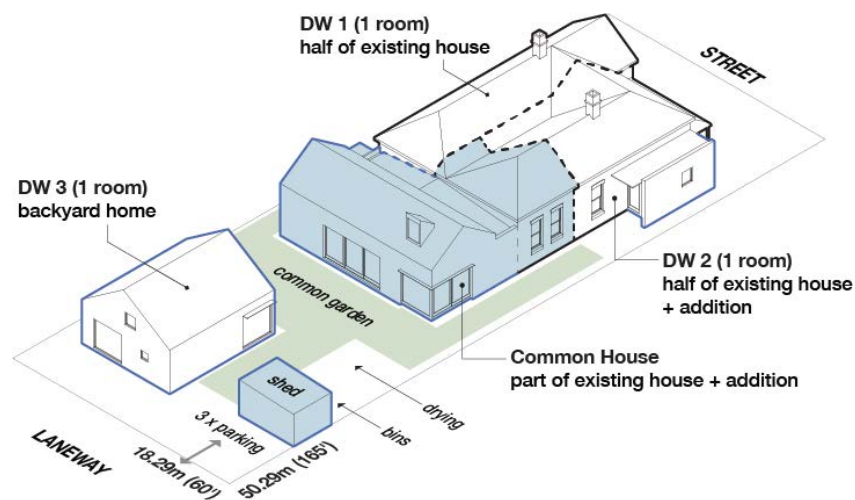 DW 1 (1 room)
half of existing house
STREET
DW 3 (1 room)
backyard home
common garden
DW 2 (1 room)
half of existing house
+ addition
Common House
part of existing house + addition
shed
drying
bins
3 x parking
LANEWAY
18.29m (60')
50.29m (165')